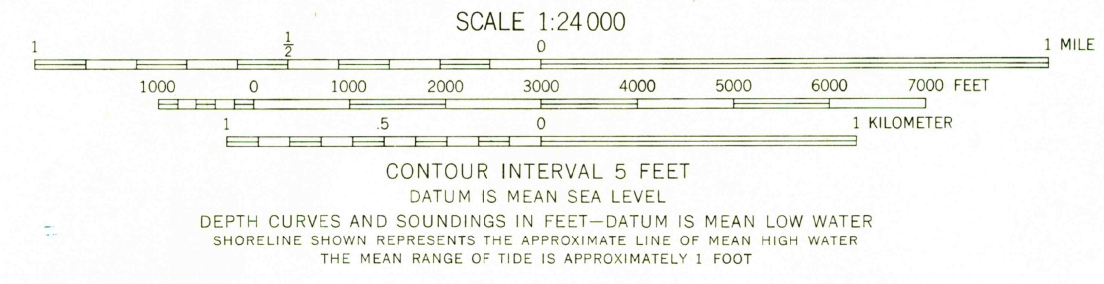 SCALE 1:24 000
1 1/2 0 1 MILE
1000 0 1000 2000 3000 4000 5000 6000 7000 FEET
1 .5 0 1 KILOMETER
CONTOUR INTERVAL 5 FEET
DATUM IS MEAN SEA LEVEL
DEPTH CURVES AND SOUNDINGS IN FEET—DATUM IS MEAN LOW WATER
SHORELINE SHOWN REPRESENTS THE APPROXIMATE LINE OF MEAN HIGH WATER
THE MEAN RANGE OF TIDE IS APPROXIMATELY 1 FOOT